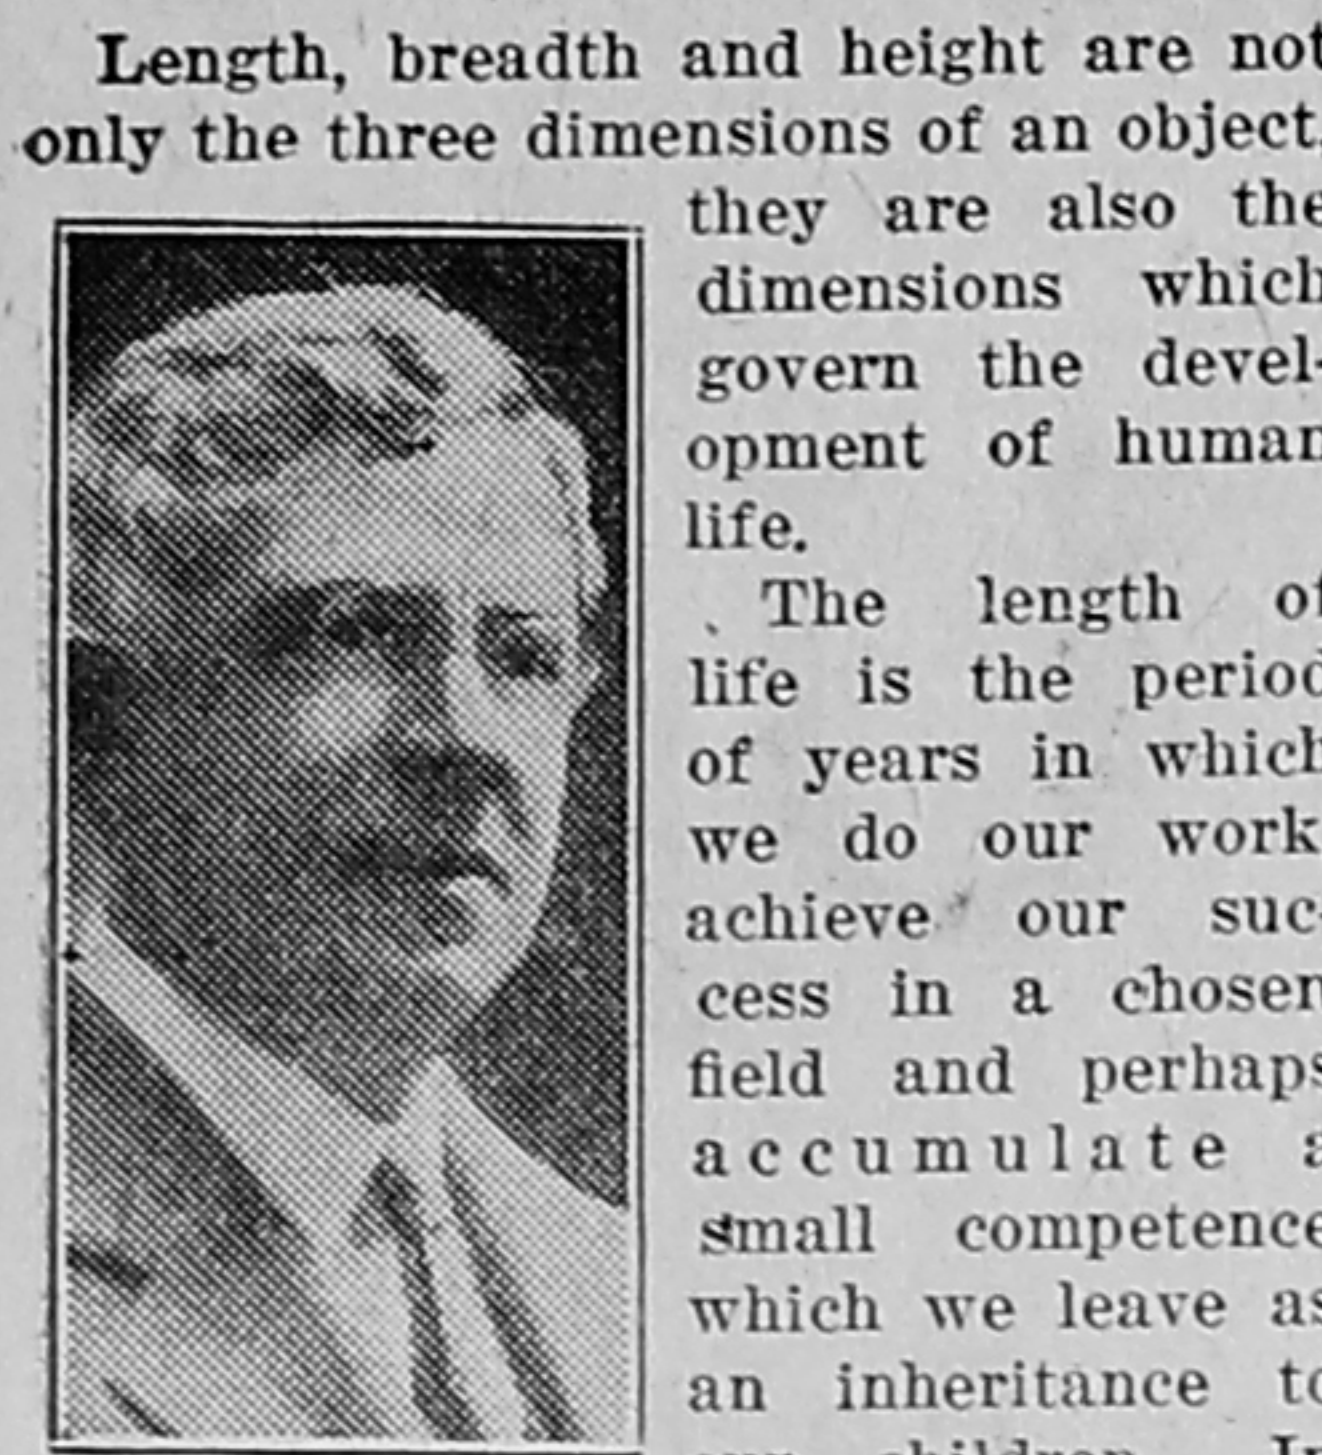 Length, breadth and height are not
only the three dimensions of an object,
they are also the
dimensions which
govern the devel-
opment of human
life.
The length of
life is the period
of years in which
we do our work,
achieve our suc-
cess in a chosen
field and perhaps
accumulate a
small competence
which we leave as
an inheritance to
children